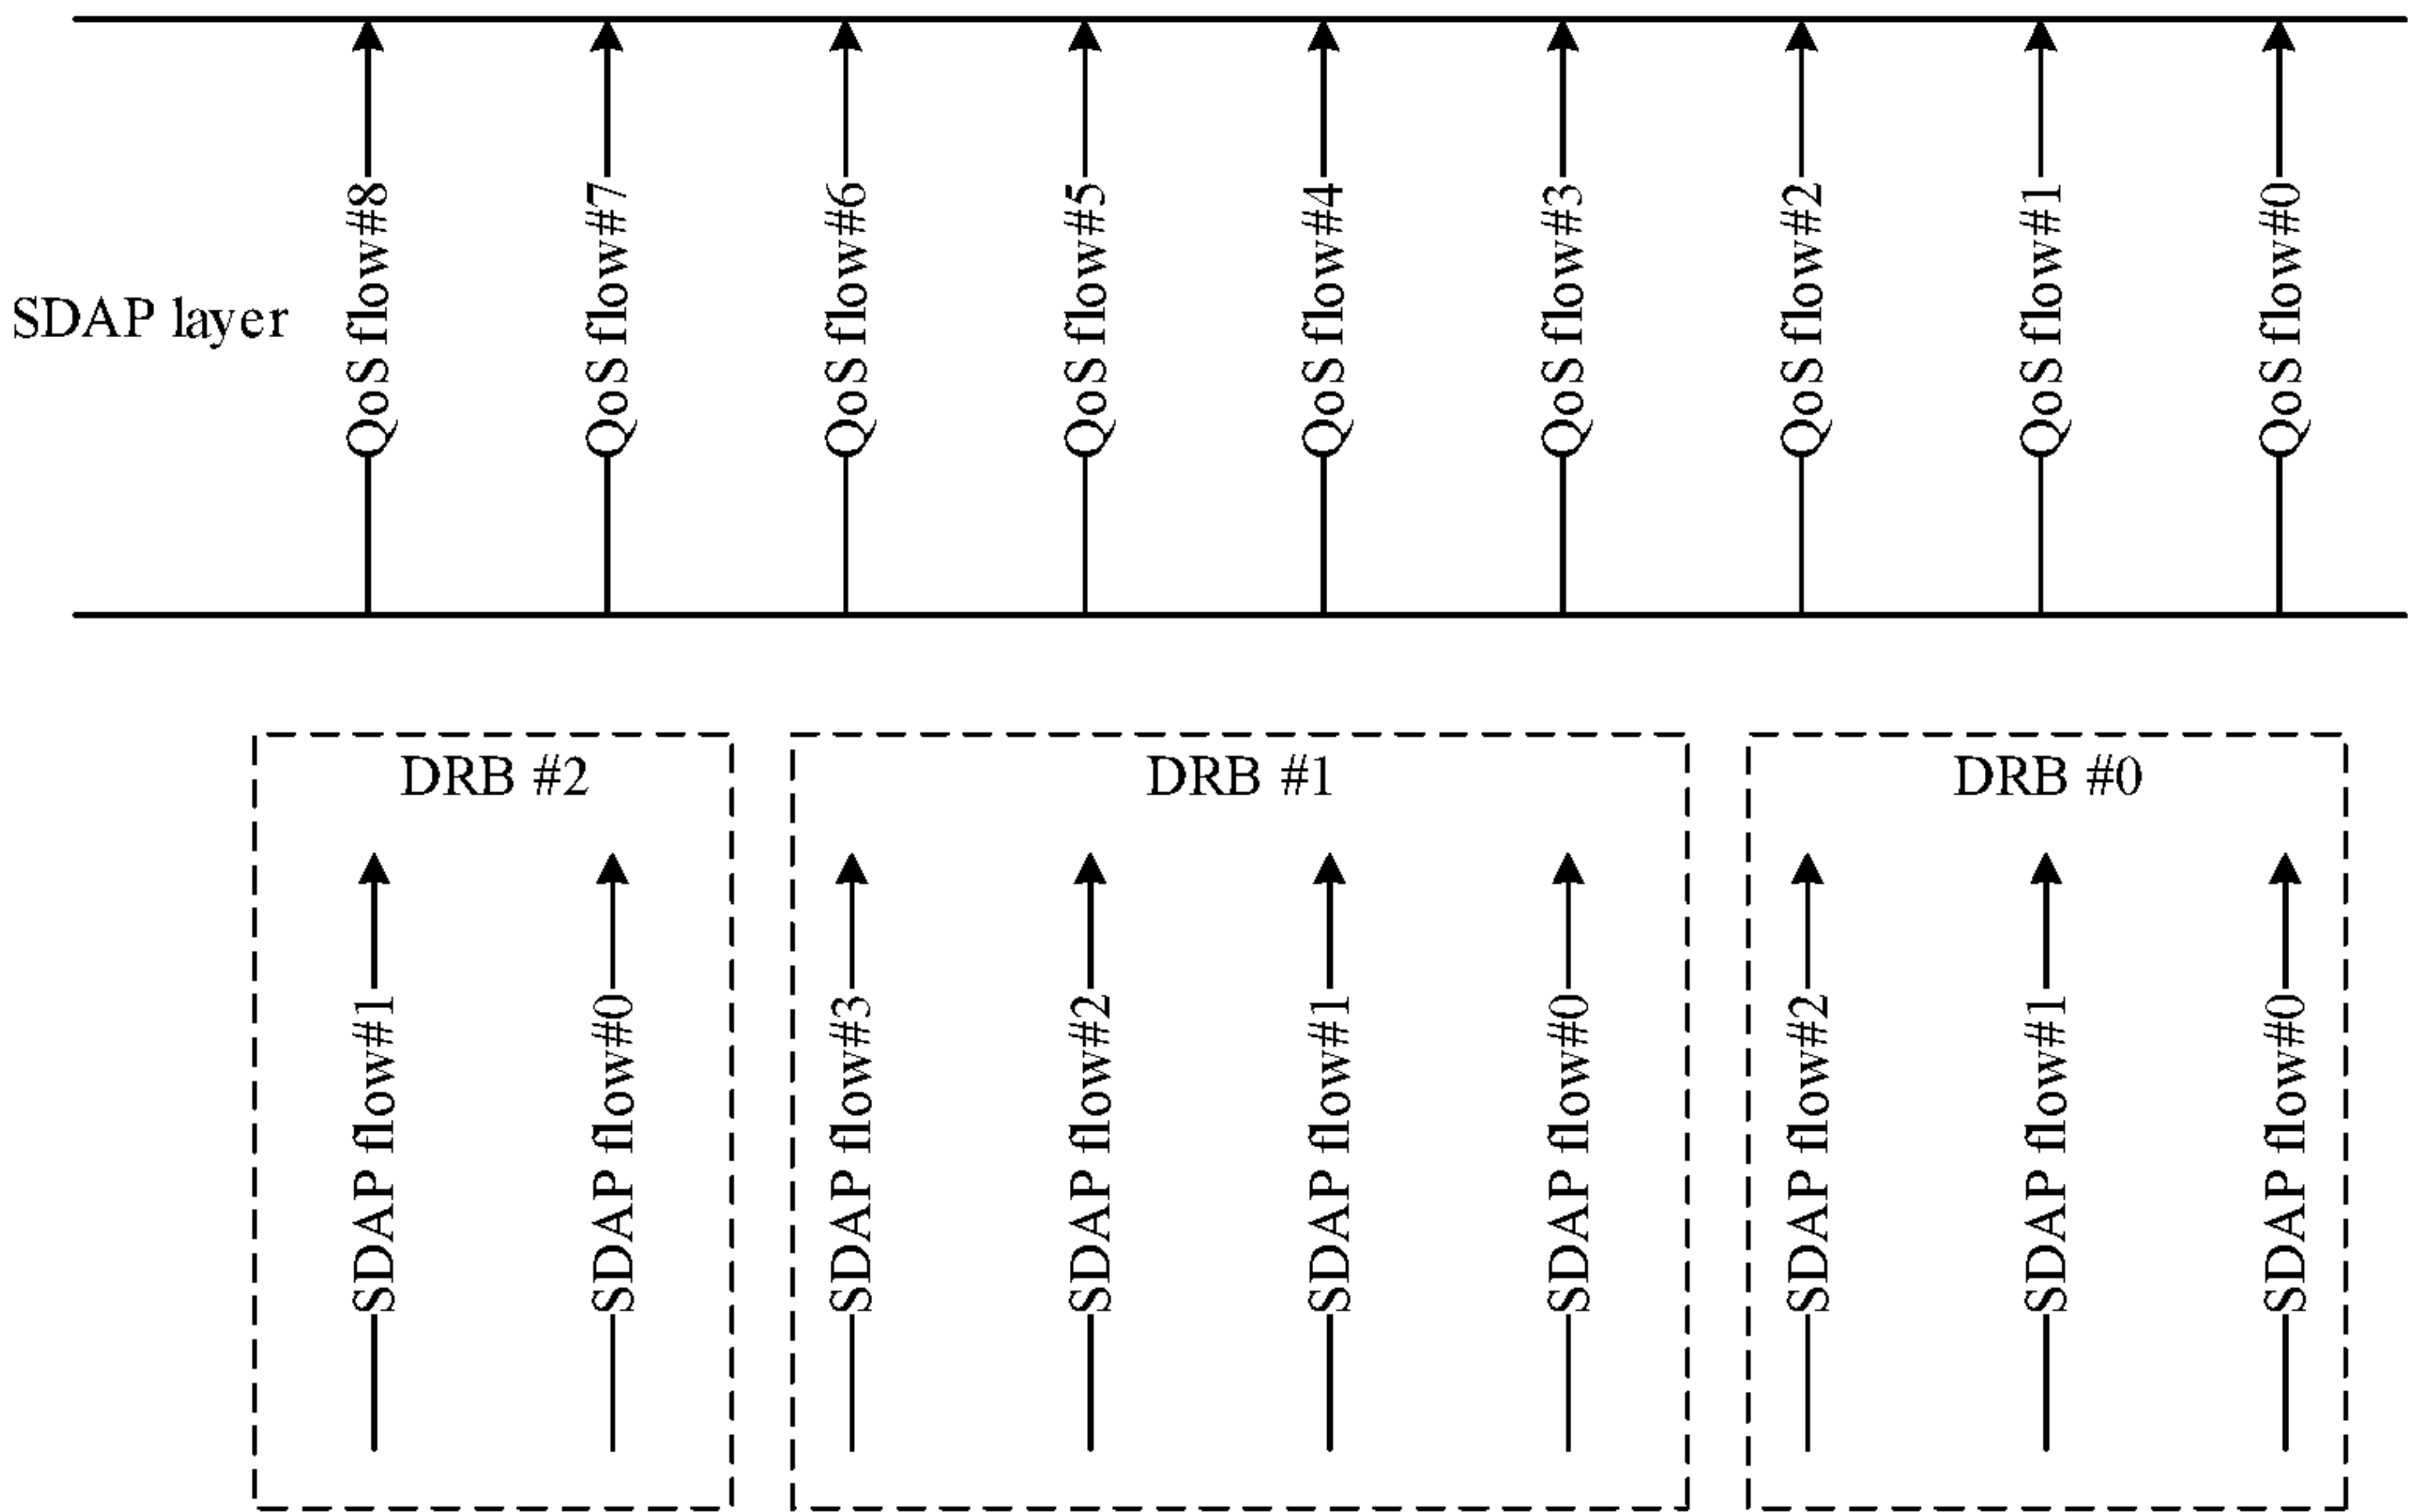 SDAP layer
QoS flow#8
QoS flow#7
QoS flow#6
QoS flow#5
QoS flow#4
QoS flow#3
QoS flow#2
QoS flow#1
QoS flow#0
DRB #2
SDAP flow#1
SDAP flow#0
DRB #1
SDAP flow#3
SDAP flow#2
SDAP flow#1
SDAP flow#0
DRB #0
SDAP flow#2
SDAP flow#1
SDAP flow#0